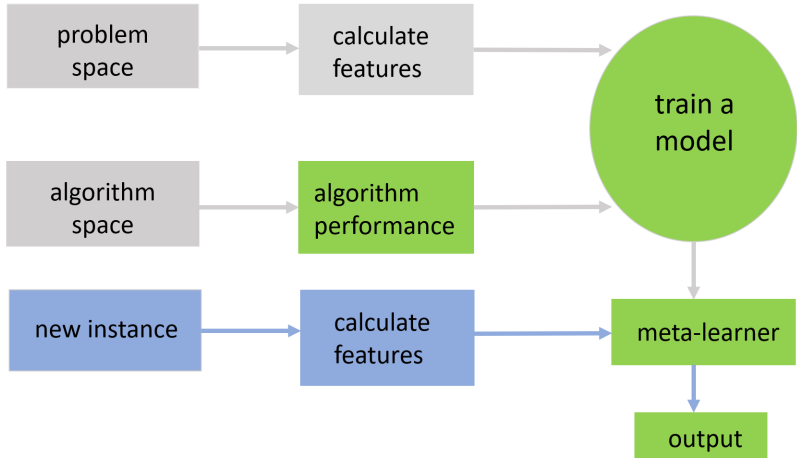 problem
space
calculate
features
train a
model
algorithm
space
algorithm
performance
new instance
calculate
features
meta-learner
output